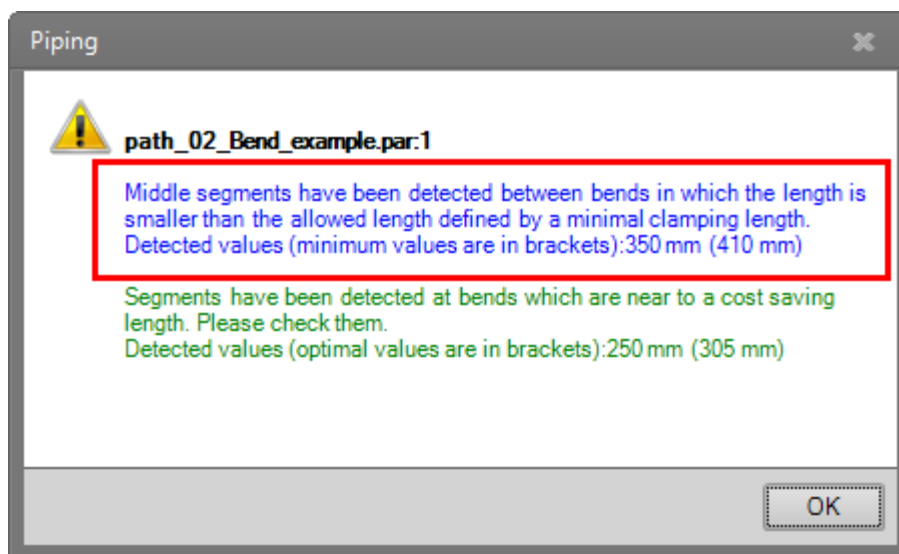 Piping
path_02_Bend_example.par:1
Middle segments have been detected between bends in which the length is
smaller than the allowed length defined by a minimal clamping length.
Detected values (minimum values are in brackets):350 mm (410 mm)
Segments have been detected at bends which are near to a cost saving
length. Please check them.
Detected values (optimal values are in brackets):250 mm (305 mm)
OK